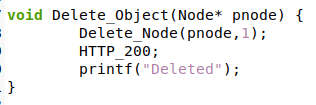 void Delete_Object(Node* pnode) {
        Delete_Node(pnode,1);
        HTTP_200;
        printf("Deleted");
}